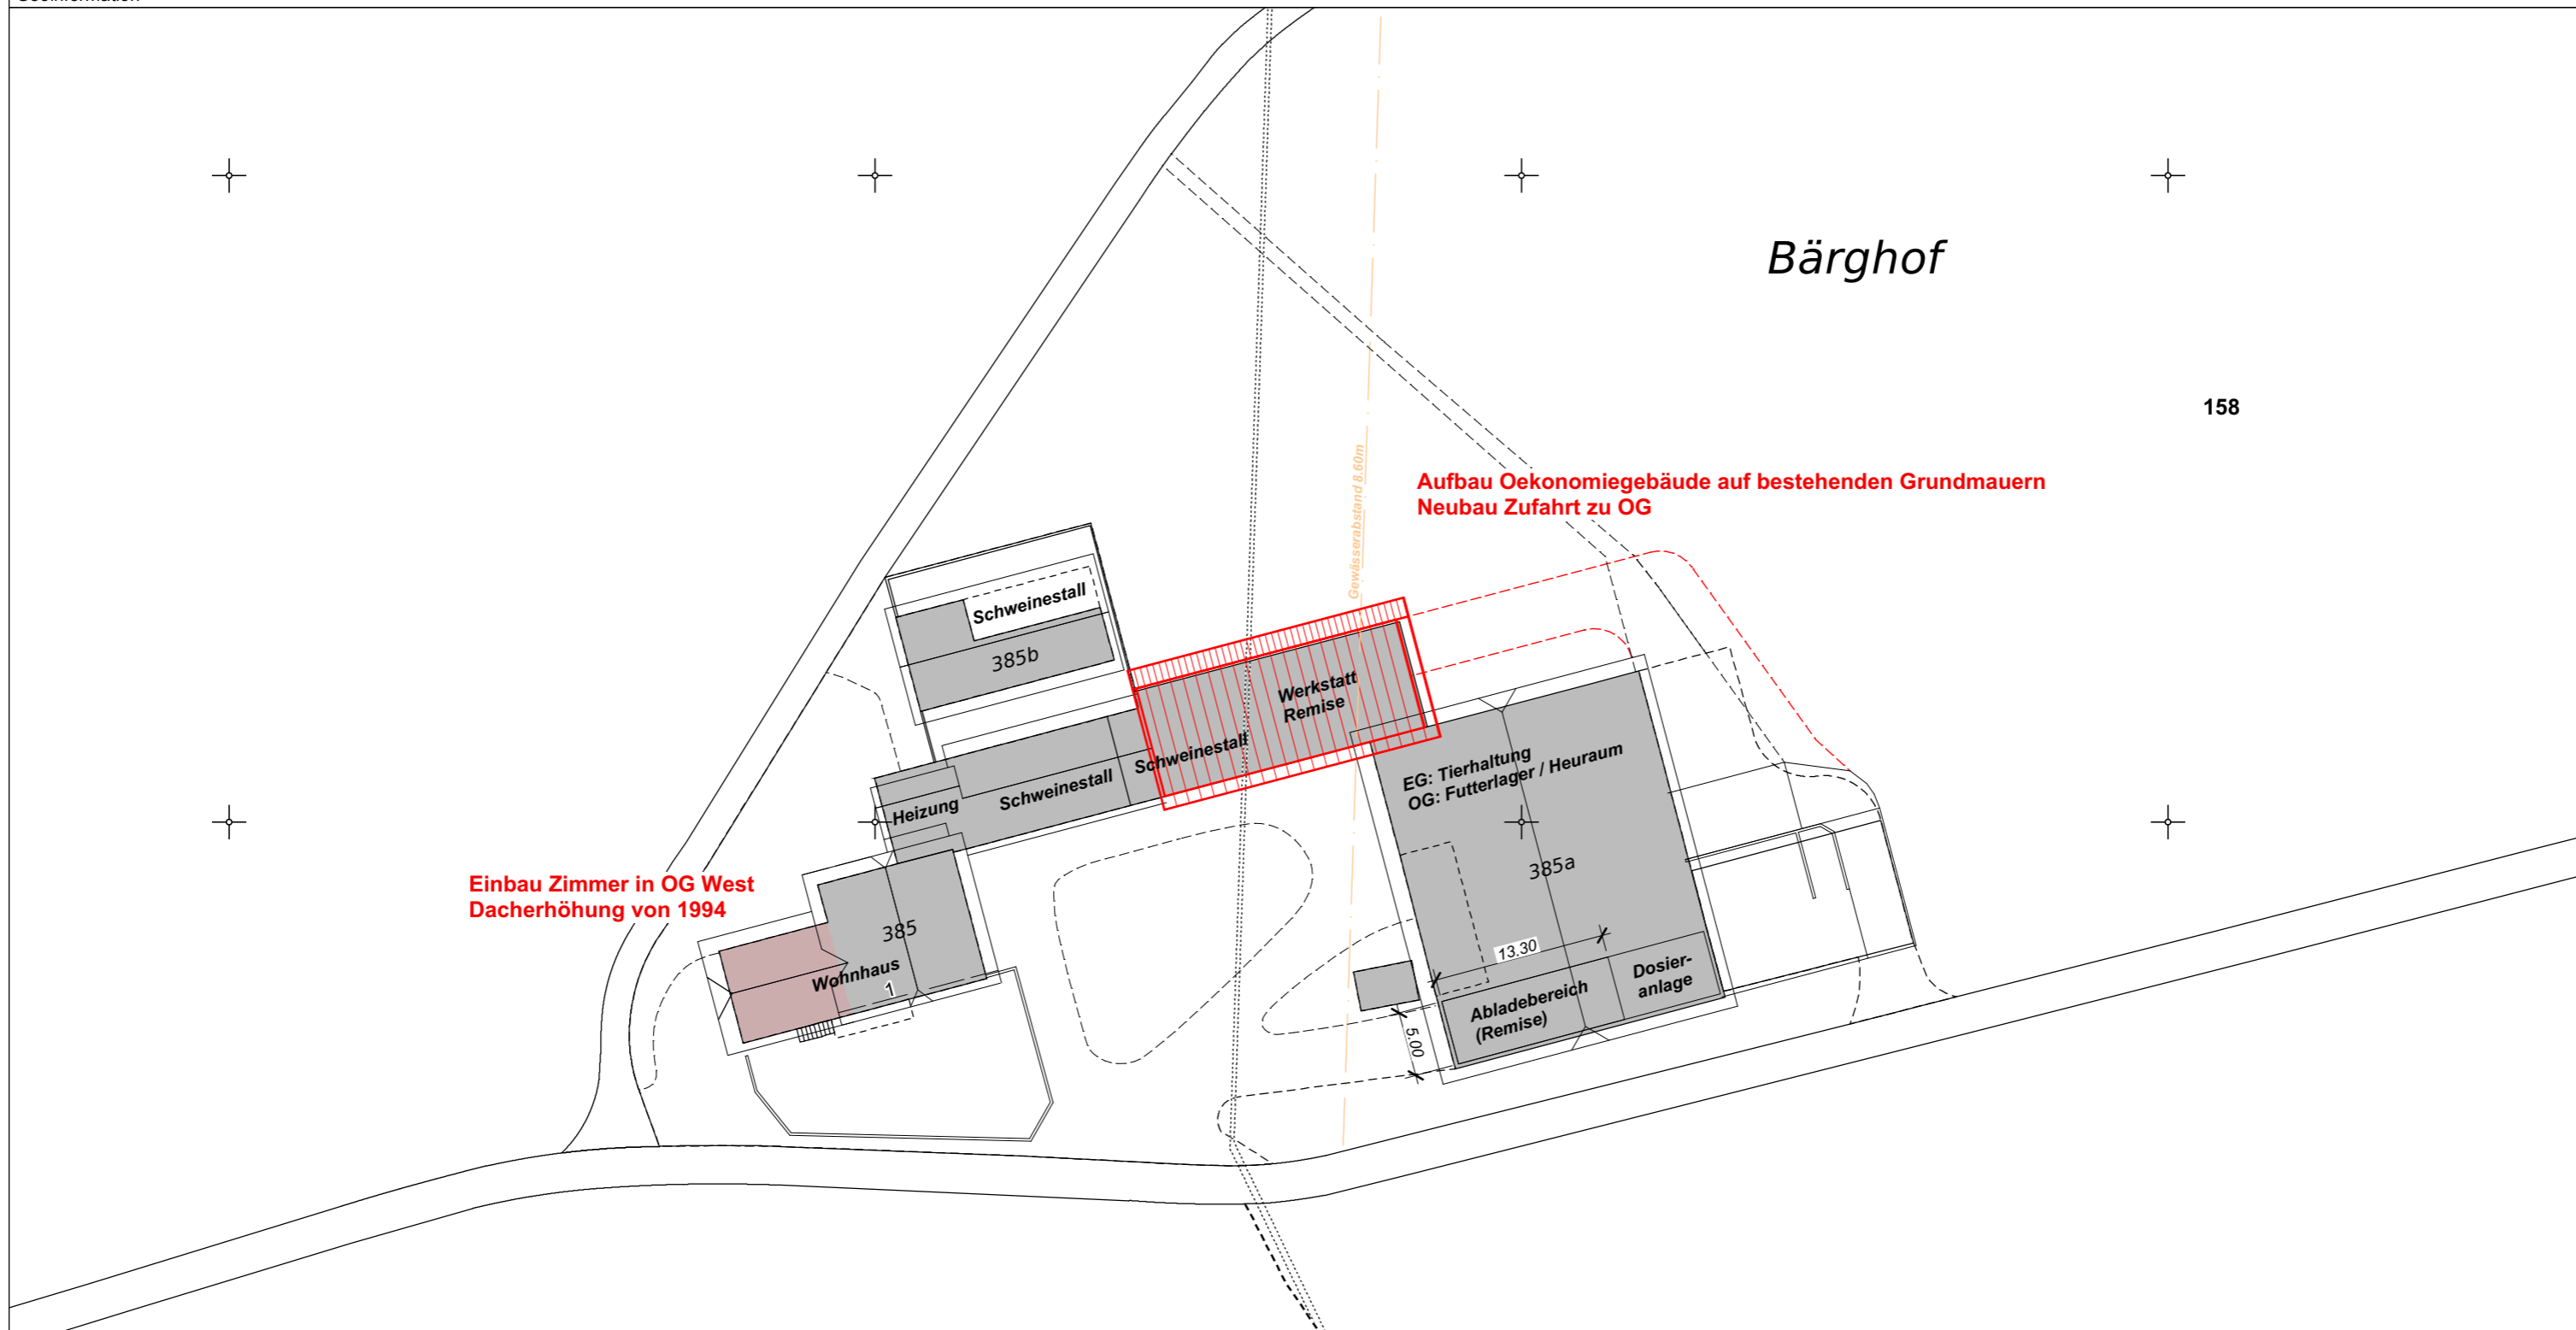 Bärghof
158
Gewässerabstand 8.60m
Aufbau Oekonomiegebäude auf bestehenden Grundmauern
Neubau Zufahrt zu OG
Schweinestall
385b
Werkstatt
Remise
Schweinestall
Schweinestall
Heizung
EG: Tierhaltung
OG: Futterlager / Heuraum
385a
Einbau Zimmer in OG West
Dacherhöhung von 1994
385
Wohnhaus
1
13.30
Dosier-
anlage
Abladebereich
(Remise)
5.00